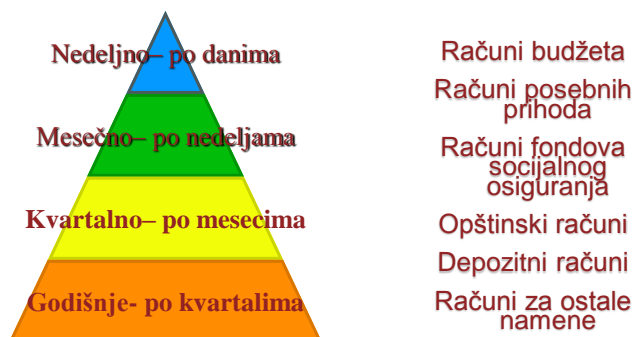 Nedeljno– po danima
Mesečno– po nedeljama
Kvartalno– po mesecima
Godišnje- po kvartalima
Računi budžeta
Računi posebnih
prihoda
Računi fondova
socijalnog
osiguranja
Opštinski računi
Depozitni računi
Računi za ostale
namene